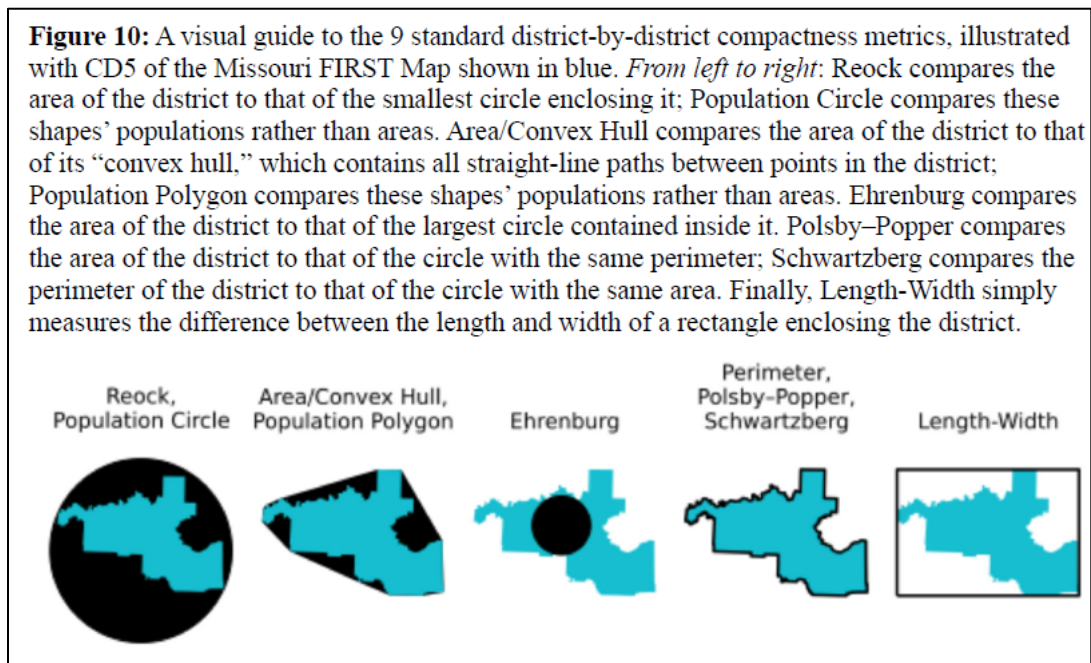 Figure 10: A visual guide to the 9 standard district-by-district compactness metrics, illustrated
with CD5 of the Missouri FIRST Map shown in blue. From left to right: Reock compares the
area of the district to that of the smallest circle enclosing it; Population Circle compares these
shapes’ populations rather than areas. Area/Convex Hull compares the area of the district to that
of its “convex hull,” which contains all straight-line paths between points in the district;
Population Polygon compares these shapes’ populations rather than areas. Ehrenburg compares
the area of the district to that of the largest circle contained inside it. Polsby–Popper compares
the area of the district to that of the circle with the same perimeter; Schwartzberg compares the
perimeter of the district to that of the circle with the same area. Finally, Length-Width simply
measures the difference between the length and width of a rectangle enclosing the district.
Reock,
Population Circle
Area/Convex Hull,
Population Polygon
Ehrenburg
Perimeter,
Polsby–Popper,
Schwartzberg
Length-Width